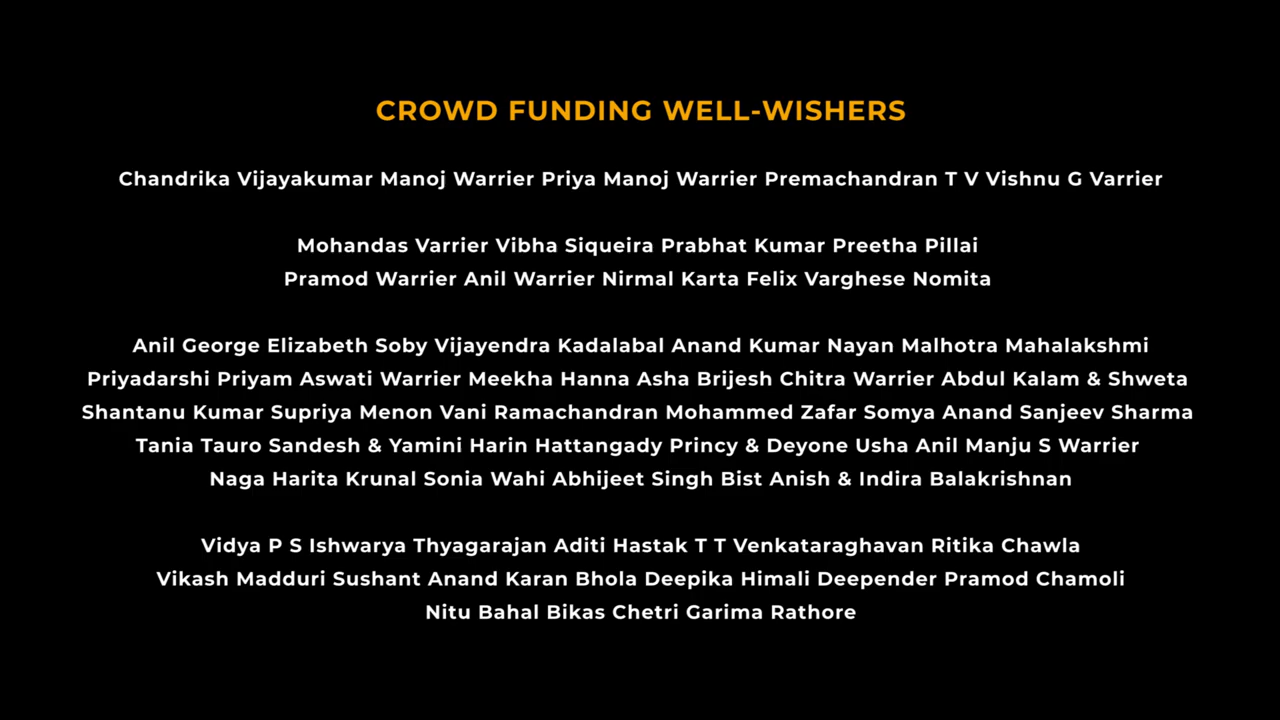 CROWD FUNDING WELL-WISHERS
Chandrika Vijayakumar Manoj Warrier Priya Manoj Warrier Premachandran T V Vishnu G Varrier
Mohandas Varrier Vibha Siqueira Prabhat Kumar Preetha Pillai
Pramod Warrier Anil Warrier Nirmal Karta Felix Varghese Nomita
Anil George Elizabeth Soby Vijayendra Kadalabal Anand Kumar Nayan Malhotra Mahalakshmi
Priyadarshi Priyam Aswati Warrier Meekha Hanna Asha Brijesh Chitra Warrier Abdul Kalam & Shweta
Shantanu Kumar Supriya Menon Vani Ramachandran Mohammed Zafar Somya Anand Sanjeev Sharma
Tania Tauro Sandesh & Yamini Harin Hattangady Princy & Deyone Usha Anil Manju S Warrier
Naga Harita Krunal Sonia Wahi Abhijeet Singh Bist Anish & Indira Balakrishnan
Vidya P S Ishwarya Thyagarajan Aditi Hastak T T Venkataraghavan Ritika Chawla
Vikash Madduri Sushant Anand Karan Bhola Deepika Himali Deepender Pramod Chamoli
Nitu Bahal Bikas Chetri Garima Rathore